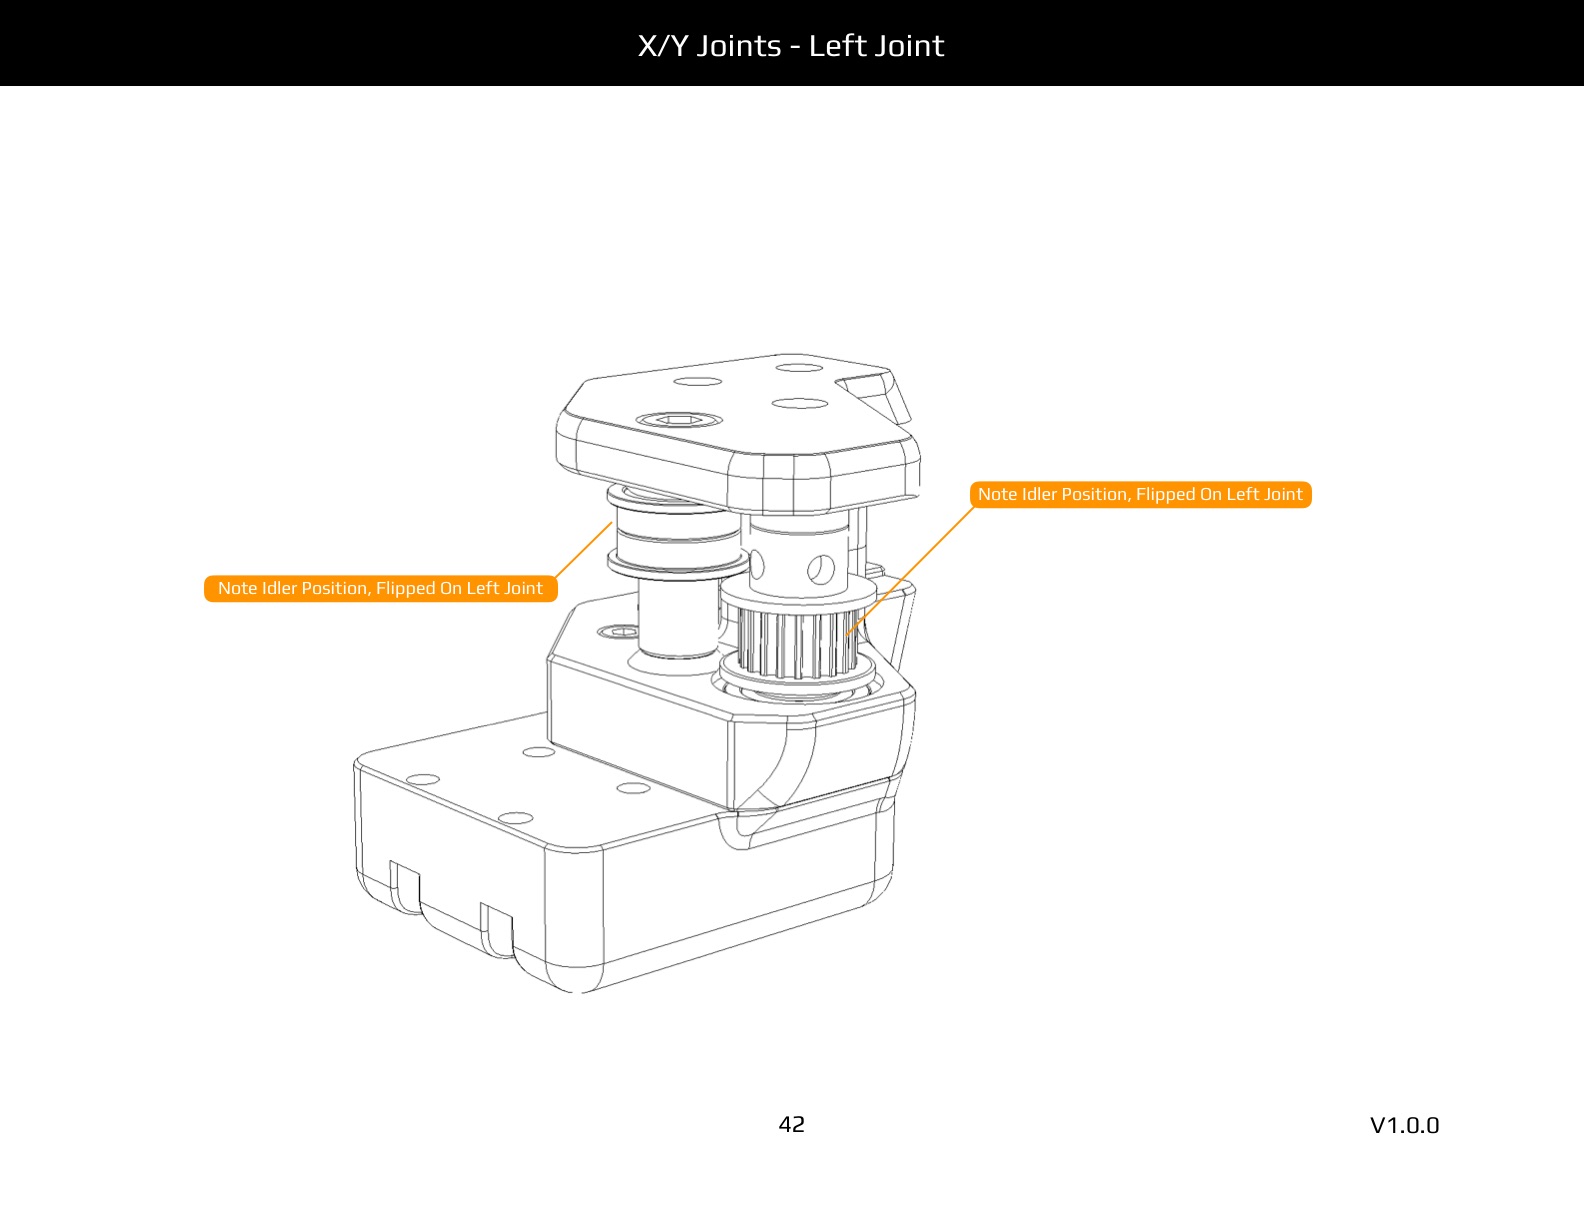 X/Y Joints - Left Joint
Note Idler Position, Flipped On Left Joint
Note Idler Position, Flipped On Left Joint
42
V1.0.0